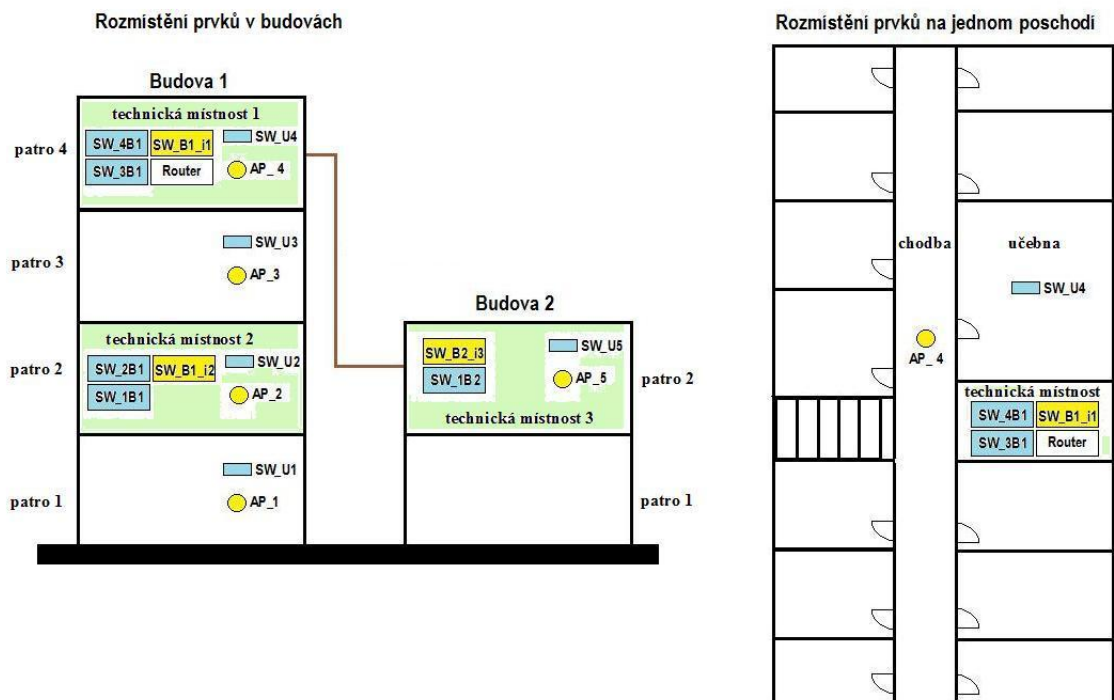 Rozmístění prvků v budovách
Budova 1
patro 4
technická místnost 1
SW_4B1
SW_B1_i1
SW_U4
SW_3B1
Router
AP_ 4
patro 3
SW_U3
AP_3
patro 2
technická místnost 2
SW_2B1
SW_B1_i2
SW_U2
SW_1B1
AP_2
patro 1
SW_U1
AP_1
Budova 2
SW_B2_i3
SW_U5
SW_1B2
AP_5
technická místnost 3
patro 2
patro 1
Rozmístění prvků na jednom poschodí
chodba
učebna
SW_U4
AP_ 4
technická místnost
SW_4B1
SW_B1_i1
SW_3B1
Router